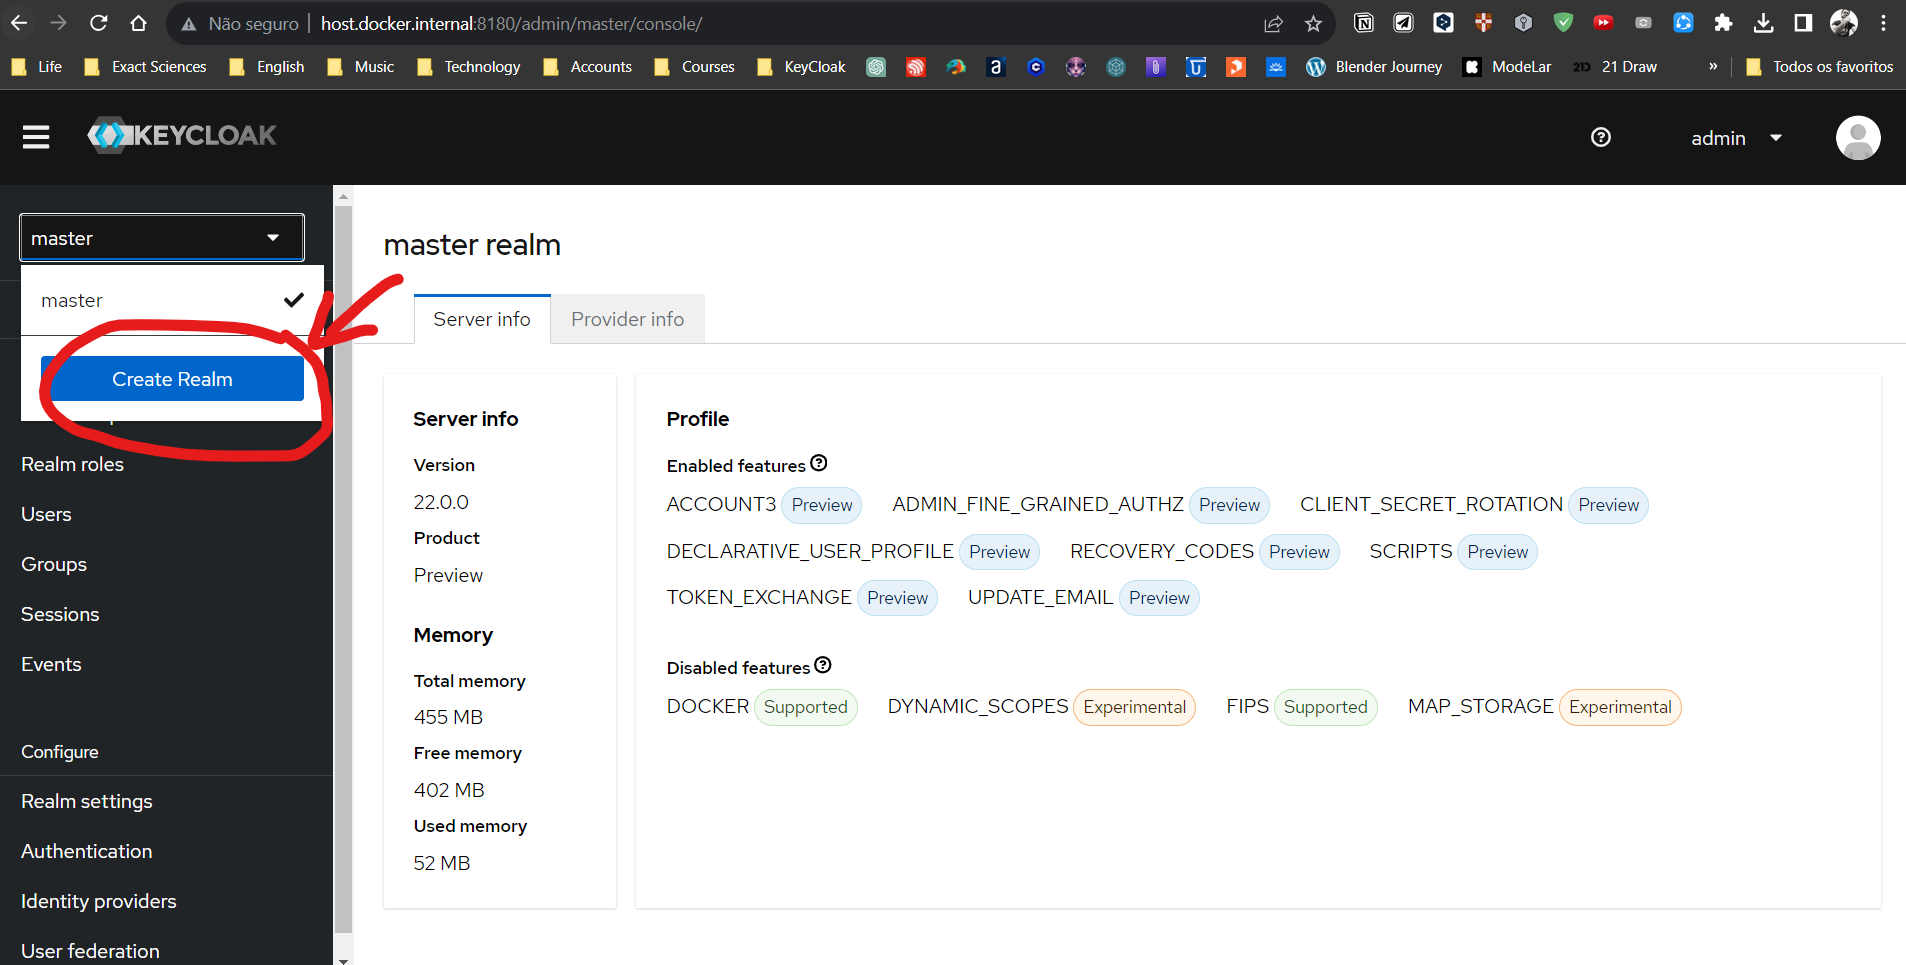 Não seguro host.docker.internal:8180/admin/master/console/
Life Exact Sciences English Music Technology Accounts Courses KeyCloak Blender Journey ModeLar 21 Draw » Todos os favoritos
KEYCLOAK
admin
master
master
Create Realm
Realm roles
Users
Groups
Sessions
Events
Configure
Realm settings
Authentication
Identity providers
User federation
master realm
Server info Provider info
Server info
Version
22.0.0
Product
Preview
Memory
Total memory
455 MB
Free memory
402 MB
Used memory
52 MB
Profile
Enabled features
ACCOUNT3 Preview ADMIN_FINE_GRAINED_AUTHZ Preview CLIENT_SECRET_ROTATION Preview
DECLARATIVE_USER_PROFILE Preview RECOVERY_CODES Preview SCRIPTS Preview
TOKEN_EXCHANGE Preview UPDATE_EMAIL Preview
Disabled features
DOCKER Supported DYNAMIC_SCOPES Experimental FIPS Supported MAP_STORAGE Experimental